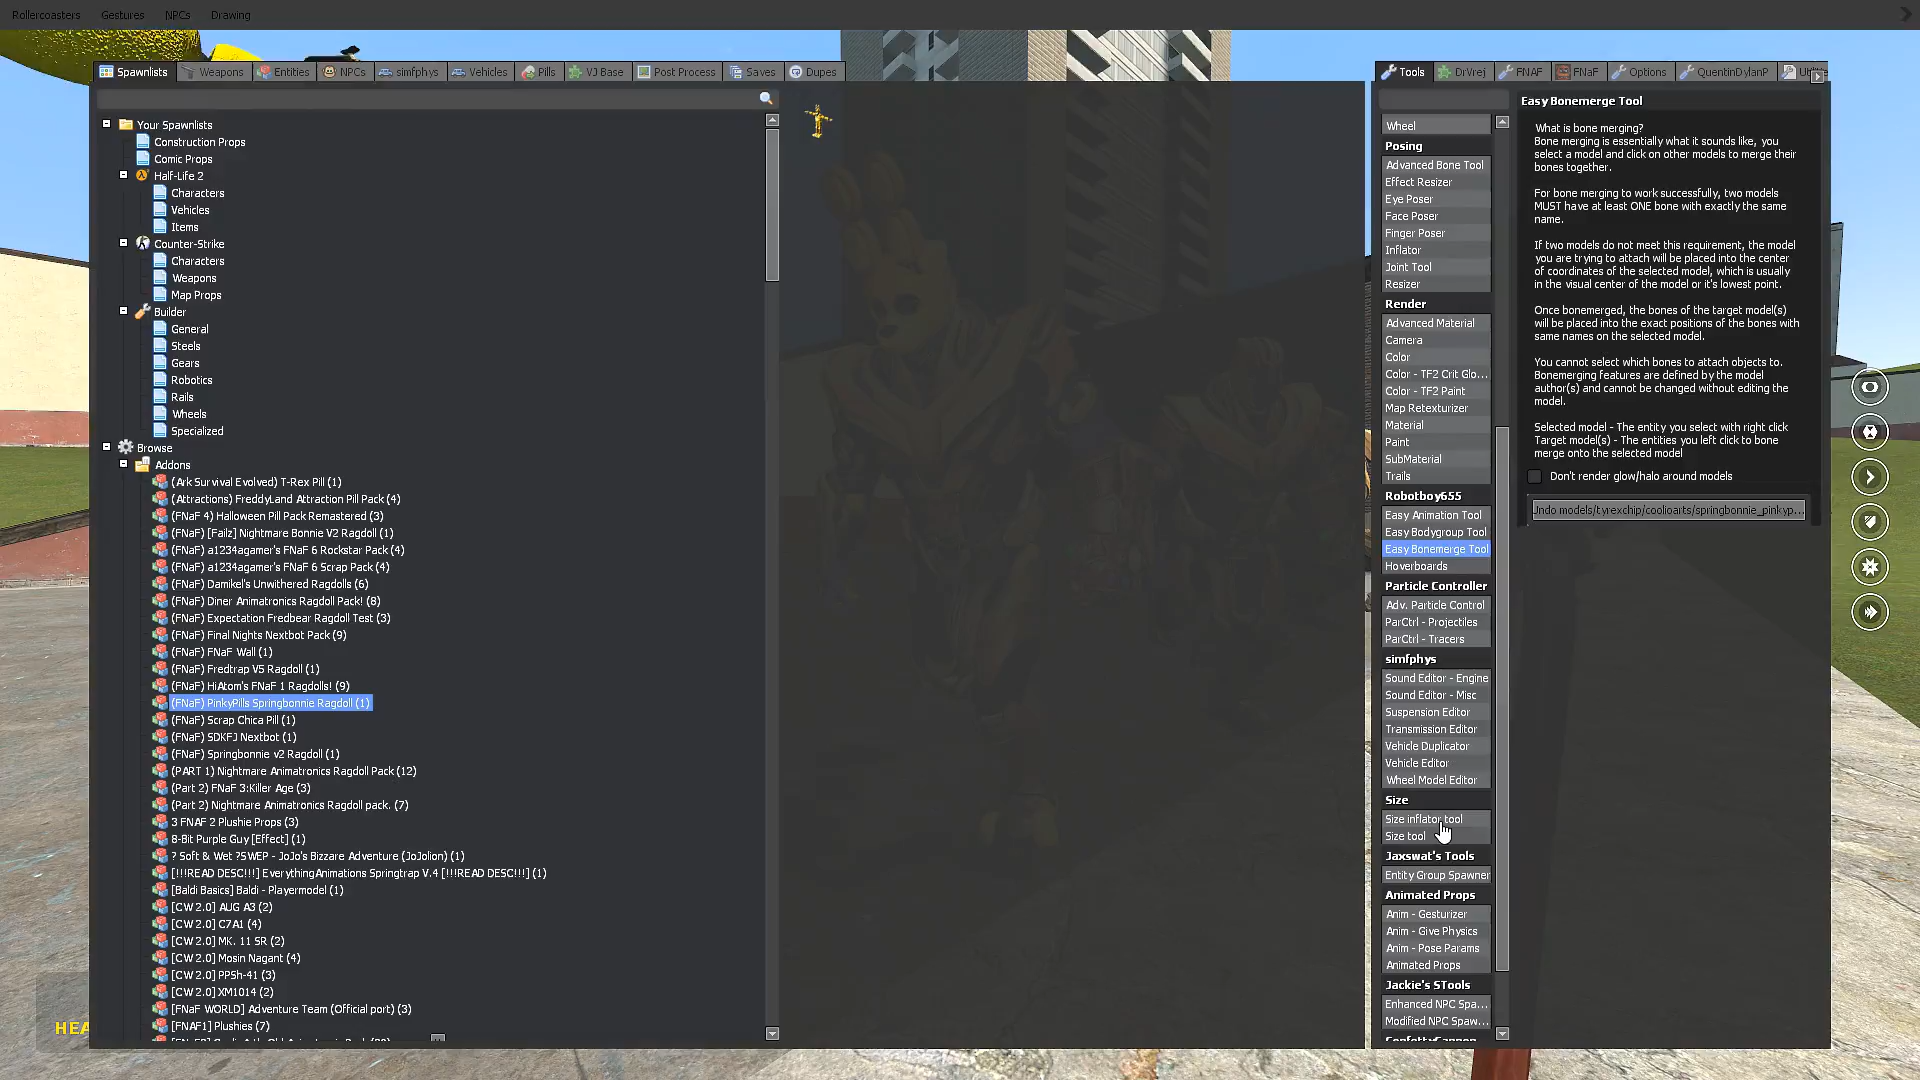 Rollercoasters Gestures NPCs Drawing
Spawnlists Weapons Entities NPCs simfphys Vehicles Pills VJ Base Post Process Saves Dupes
Your Spawnlists
Construction Props
Comic Props
Half-Life 2
Characters
Vehicles
Items
Counter-Strike
Characters
Weapons
Map Props
Builder
General
Steels
Gears
Robotics
Rails
Wheels
Specialized
Browse
Addons
(Ark Survival Evolved) T-Rex Pill (1)
(Attractions) FreddyLand Attraction Pill Pack (4)
(FNaF 4) Halloween Pill Pack Remastered (3)
(FNaF) [Failz] Nightmare Bonnie V2 Ragdoll (1)
(FNaF) a1234agamer's FNaF 6 Rockstar Pack (4)
(FNaF) a1234agamer's FNaF 6 Scrap Pack (4)
(FNaF) Damikel's Unwithered Ragdolls (6)
(FNaF) Diner Animatronics Ragdoll Pack! (8)
(FNaF) Expectation Fredbear Ragdoll Test (3)
(FNaF) Final Nights Nextbot Pack (9)
(FNaF) FNaF Wall (1)
(FNaF) Fredtrap V5 Ragdoll (1)
(FNaF) HiAtom's FNaF 1 Ragdolls! (9)
(FNaF) PinkyPills Springbonnie Ragdoll (1)
(FNaF) Scrap Chica Pill (1)
(FNaF) SDKFJ Nextbot (1)
(FNaF) Springbonnie v2 Ragdoll (1)
(PART 1) Nightmare Animatronics Ragdoll Pack (12)
(Part 2) FNaF 3:Killer Age (3)
(Part 2) Nightmare Animatronics Ragdoll pack. (7)
3 FNAF 2 Plushie Props (3)
8-Bit Purple Guy [Effect] (1)
? Soft & Wet ?SWEP - JoJo's Bizzare Adventure (JoJolion) (1)
[!!!READ DESC!!!] EverythingAnimations Springtrap V.4 [!!!READ DESC!!!] (1)
[Baldi Basics] Baldi - Playermodel (1)
[CW 2.0] AUG A3 (2)
[CW 2.0] C7A1 (4)
[CW 2.0] MK. 11 SR (2)
[CW 2.0] Mosin Nagant (4)
[CW 2.0] PPSh-41 (3)
[CW 2.0] XM1014 (2)
[FNaF WORLD] Adventure Team (Official port) (3)
[FNAF1] Plushies (7)
HEA
Tools DrVrej FNAF FNaF Options QuentinDylanP
Wheel
Posing
Advanced Bone Tool
Effect Resizer
Eye Poser
Face Poser
Finger Poser
Inflator
Joint Tool
Resizer
Render
Advanced Material
Camera
Color
Color - TF2 Crit Glo...
Color - TF2 Paint
Map Retexturizer
Material
Paint
SubMaterial
Trails
Robotboy655
Easy Animation Tool
Easy Bodygroup Tool
Easy Bonemerge Tool
Hoverboards
Particle Controller
Adv. Particle Control
ParCtrl - Projectiles
ParCtrl - Tracers
simfphys
Sound Editor - Engine
Sound Editor - Misc
Suspension Editor
Transmission Editor
Vehicle Duplicator
Vehicle Editor
Wheel Model Editor
Size
Size inflator tool
Size tool
Jaxswat's Tools
Entity Group Spawner
Animated Props
Anim - Gesturizer
Anim - Give Physics
Anim - Pose Params
Animated Props
Jackie's STools
Enhanced NPC Spa...
Modified NPC Spaw...
ConfettiCannon
Easy Bonemerge Tool
What is bone merging?
Bone merging is essentially what it sounds like, you
select a model and click on other models to merge their
bones together.
For bone merging to work successfully, two models
MUST have at least ONE bone with exactly the same
name.
If two models do not meet this requirement, the model
you are trying to attach will be placed into the center
of coordinates of the selected model, which is usually
in the visual center of the model or it's lowest point.
Once bonemerged, the bones of the target model(s)
will be placed into the exact positions of the bones with
same names on the selected model.
You cannot select which bones to attach objects to.
Bonemerging features are defined by the model
author(s) and cannot be changed without editing the
model.
Selected model - The entity you select with right click
Target model(s) - The entities you left click to bone
merge onto the selected model
Don't render glow/halo around models
Undo models/tyrexchip/coolioarts/springbonnie_pinkyp...